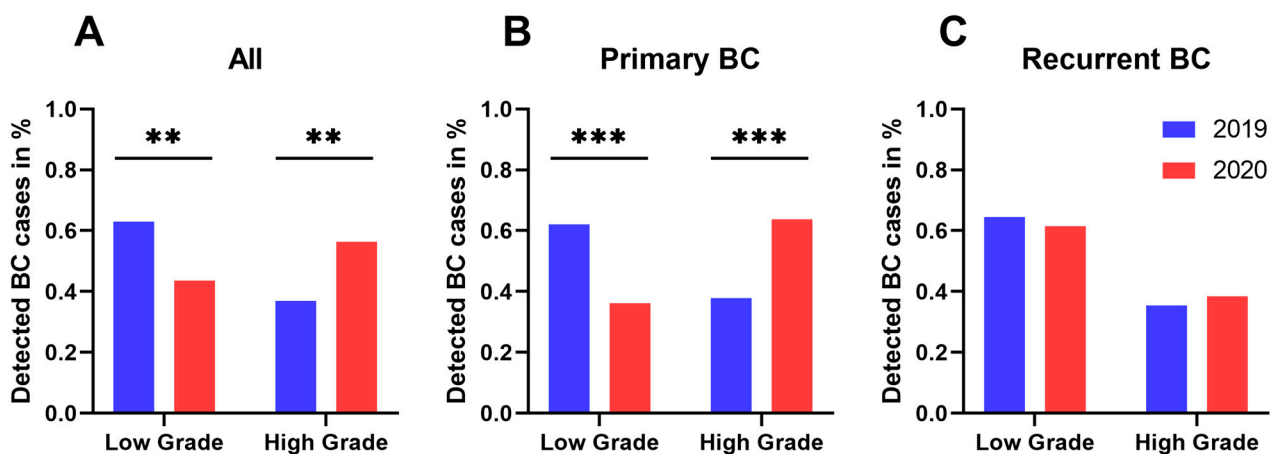 A
All
Detected BC cases in %
1.0
0.8
0.6
0.4
0.2
0.0
** **
Low Grade High Grade
B
Primary BC
Detected BC cases in %
1.0
0.8
0.6
0.4
0.2
0.0
*** ***
Low Grade High Grade
C
Recurrent BC
Detected BC cases in %
1.0
0.8
0.6
0.4
0.2
0.0
2019
2020
Low Grade High Grade